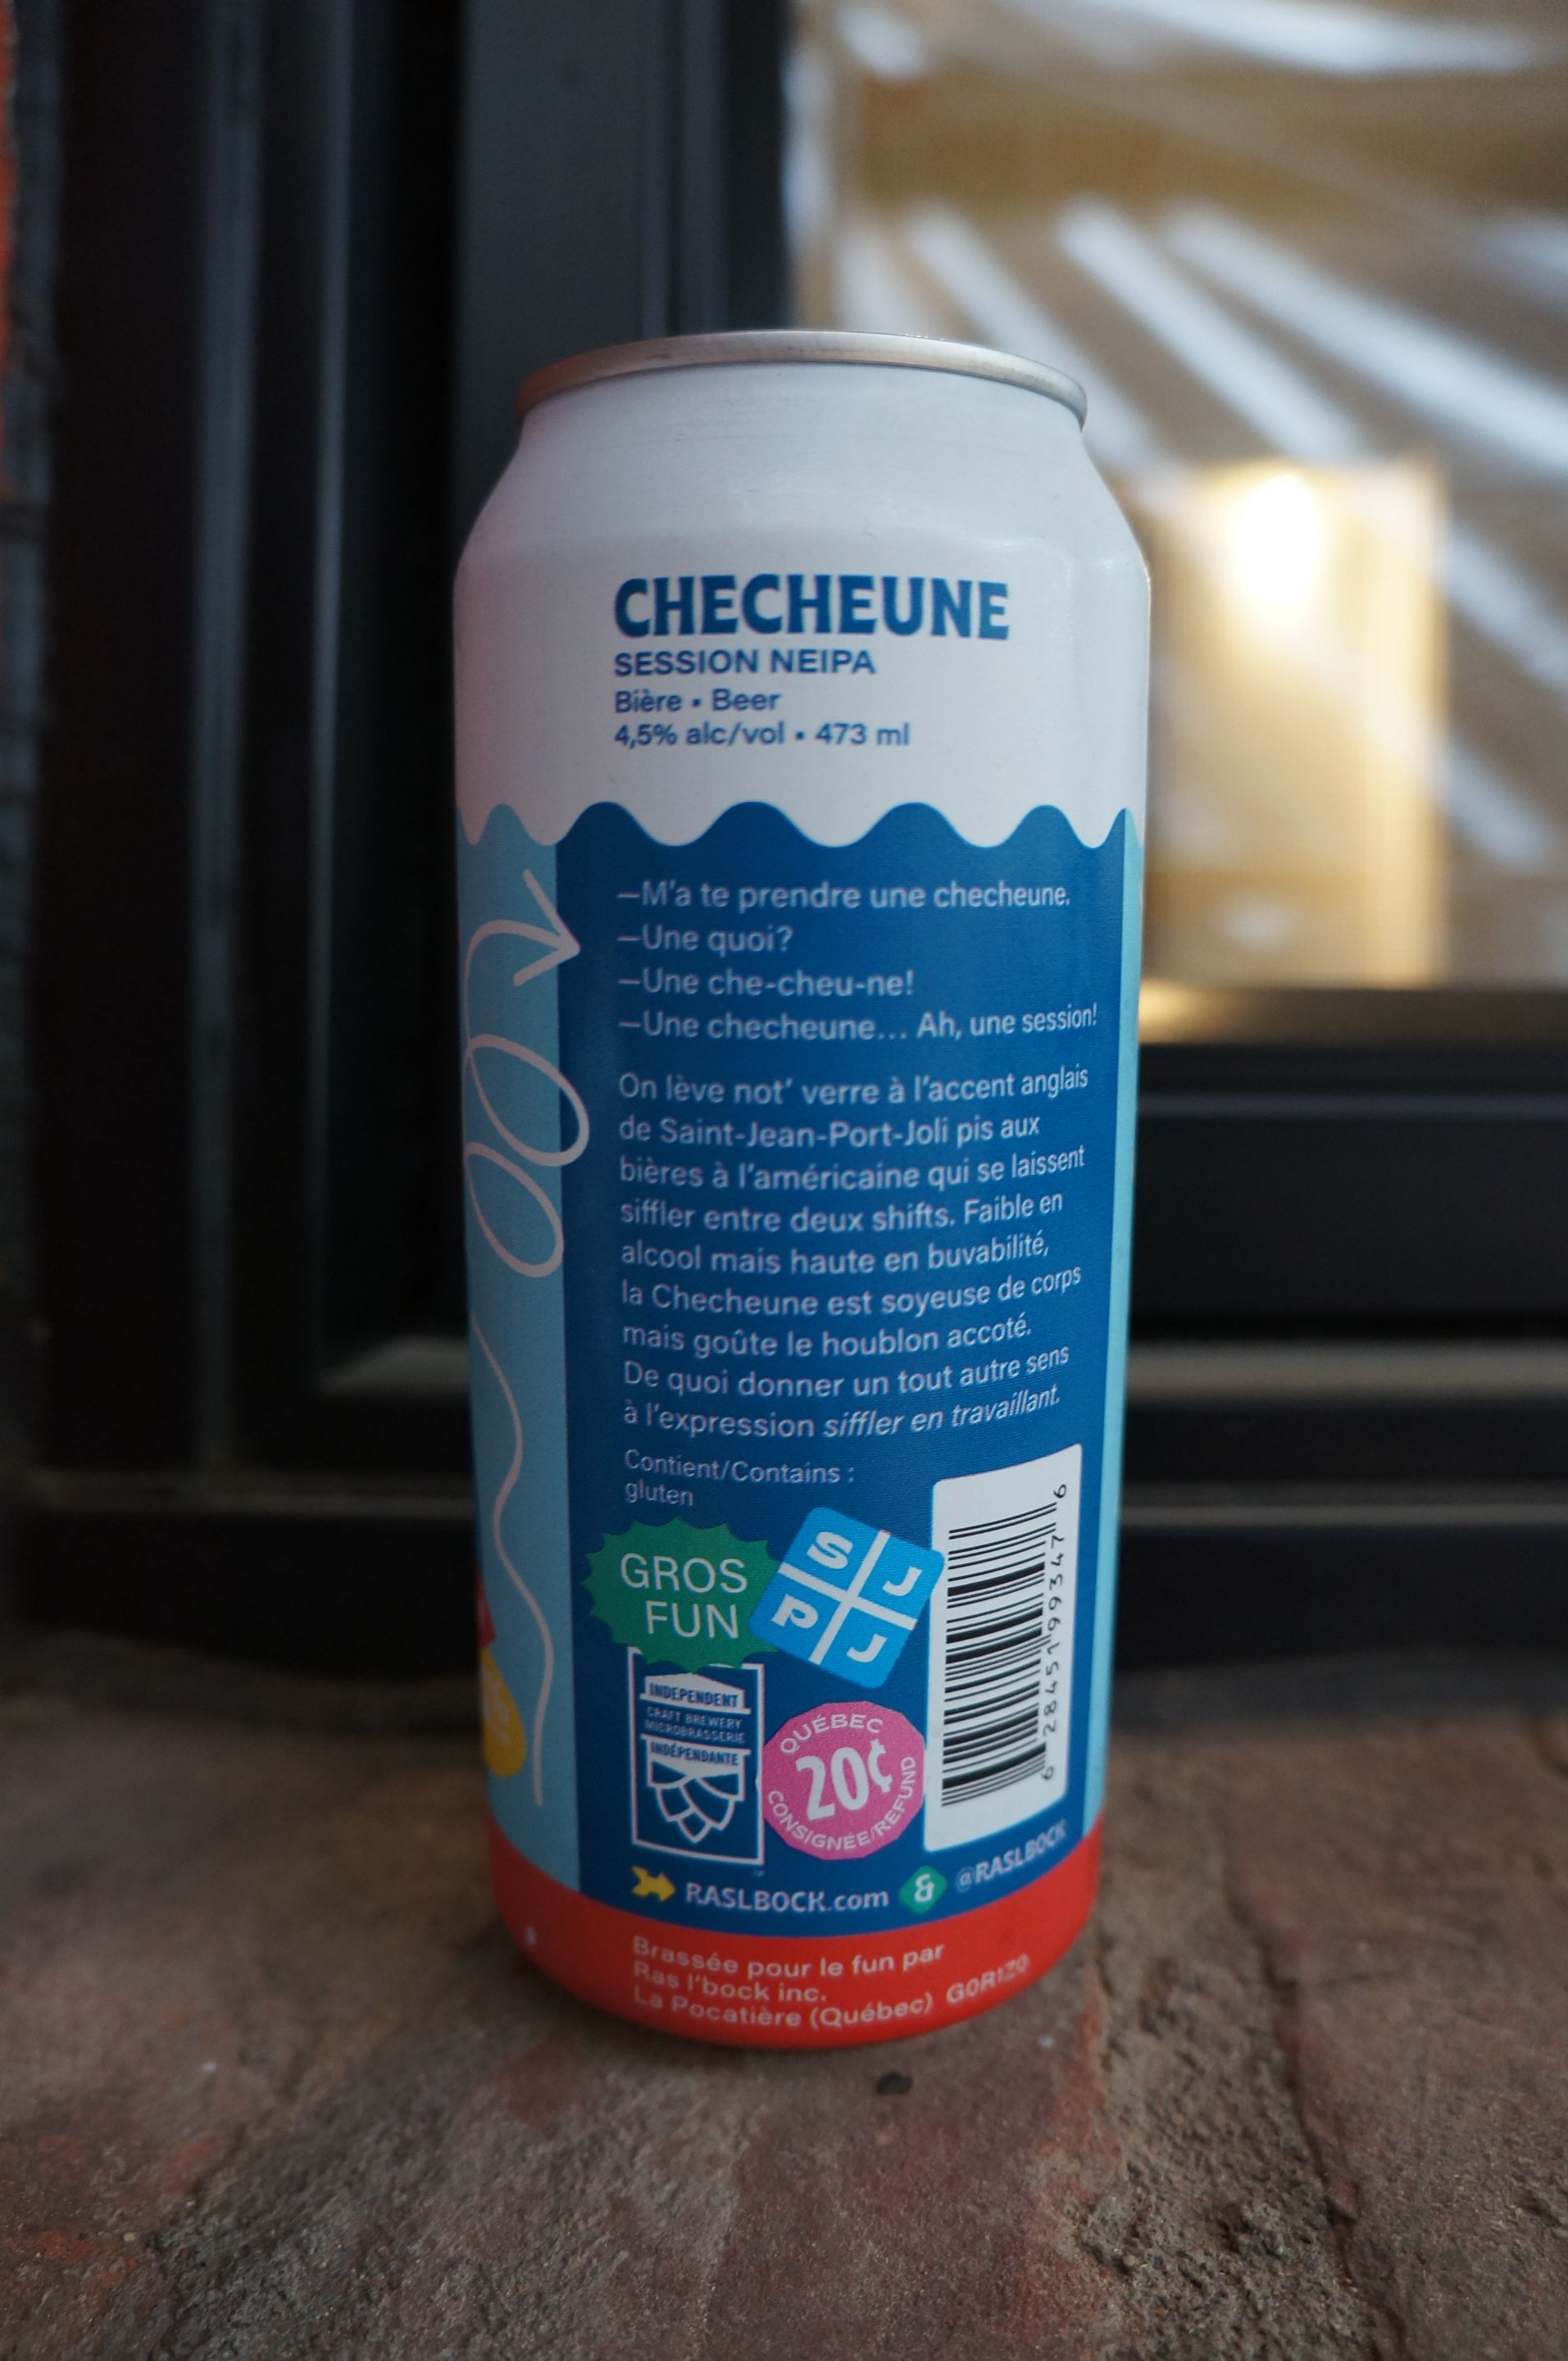 CHECHEUNE
SESSION NEIPA
Bière • Beer
4,5% alc/vol • 473 ml
—M'a te prendre une checheune.
—Une quoi?
—Une che-cheu-ne!
—Une checheune... Ah, une session!
On lève not' verre à l'accent anglais
de Saint-Jean-Port-Joli pis aux
bières à l'américaine qui se laissent
siffler entre deux shifts. Faible en
alcool mais haute en buvabilité,
la Checheune est soyeuse de corps
mais goûte le houblon accoté.
De quoi donner un tout autre sens
à l'expression siffler en travaillant.
Contient/Contains :
gluten
GROS
FUN
S J
P J
INDEPENDENT
CRAFT BREWERY
MICROBRASSERIE
INDÉPENDANTE
QUÉBEC
20¢
CONSIGNÉE/REFUND
6 28451 99347 6
RASLBOCK.com & @RASLBOCK
Brassée pour le fun par
Ras l'bock inc.
La Pocatière (Québec) G0R1Z0